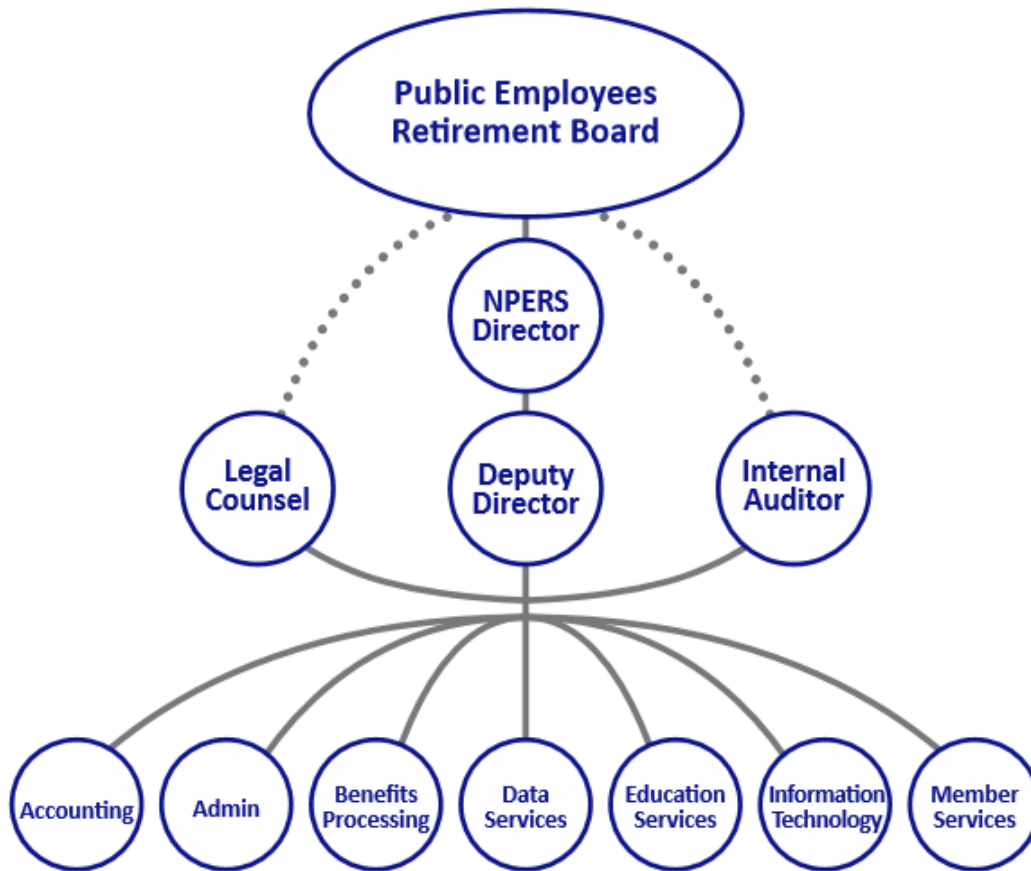 Public Employees
Retirement Board
NPERS
Director
Legal
Counsel
Deputy
Director
Internal
Auditor
Accounting
Admin
Benefits
Processing
Data
Services
Education
Services
Information
Technology
Member
Services